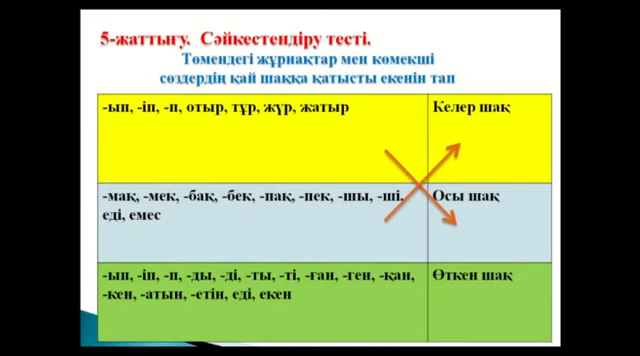 5-жаттығу. Сәйкестендіру тесті.
Төмендегі жұрнақтар мен көмекші
сөздердің қай шаққа қатысты екенін тап
-ып, -іп, -п, отыр, тұр, жүр, жатыр
Келер шақ
-мақ, -мек, -бақ, -бек, -пақ, -пек, -шы, -ші,
еді, емес
Осы шақ
-ып, -іп, -п, -ды, -ді, -ты, -ті, -ған, -ген, -қан,
-кен, -атын, -етін, еді, екен
Өткен шақ